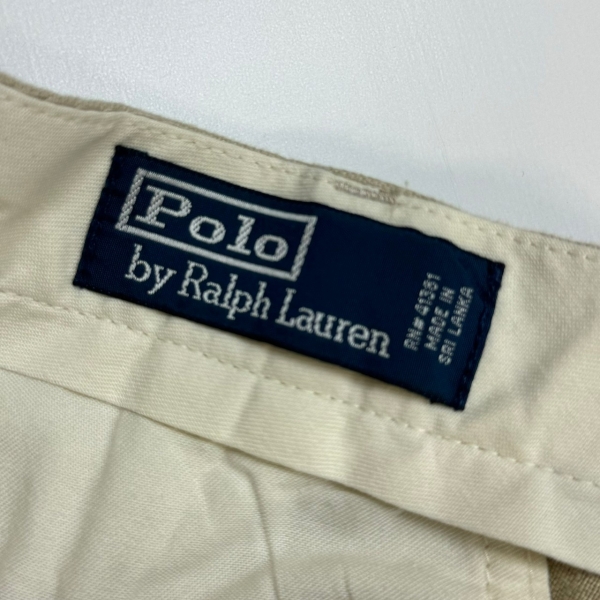 Polo
by Ralph Lauren
RN# 41381
MADE IN
SRI LANKA